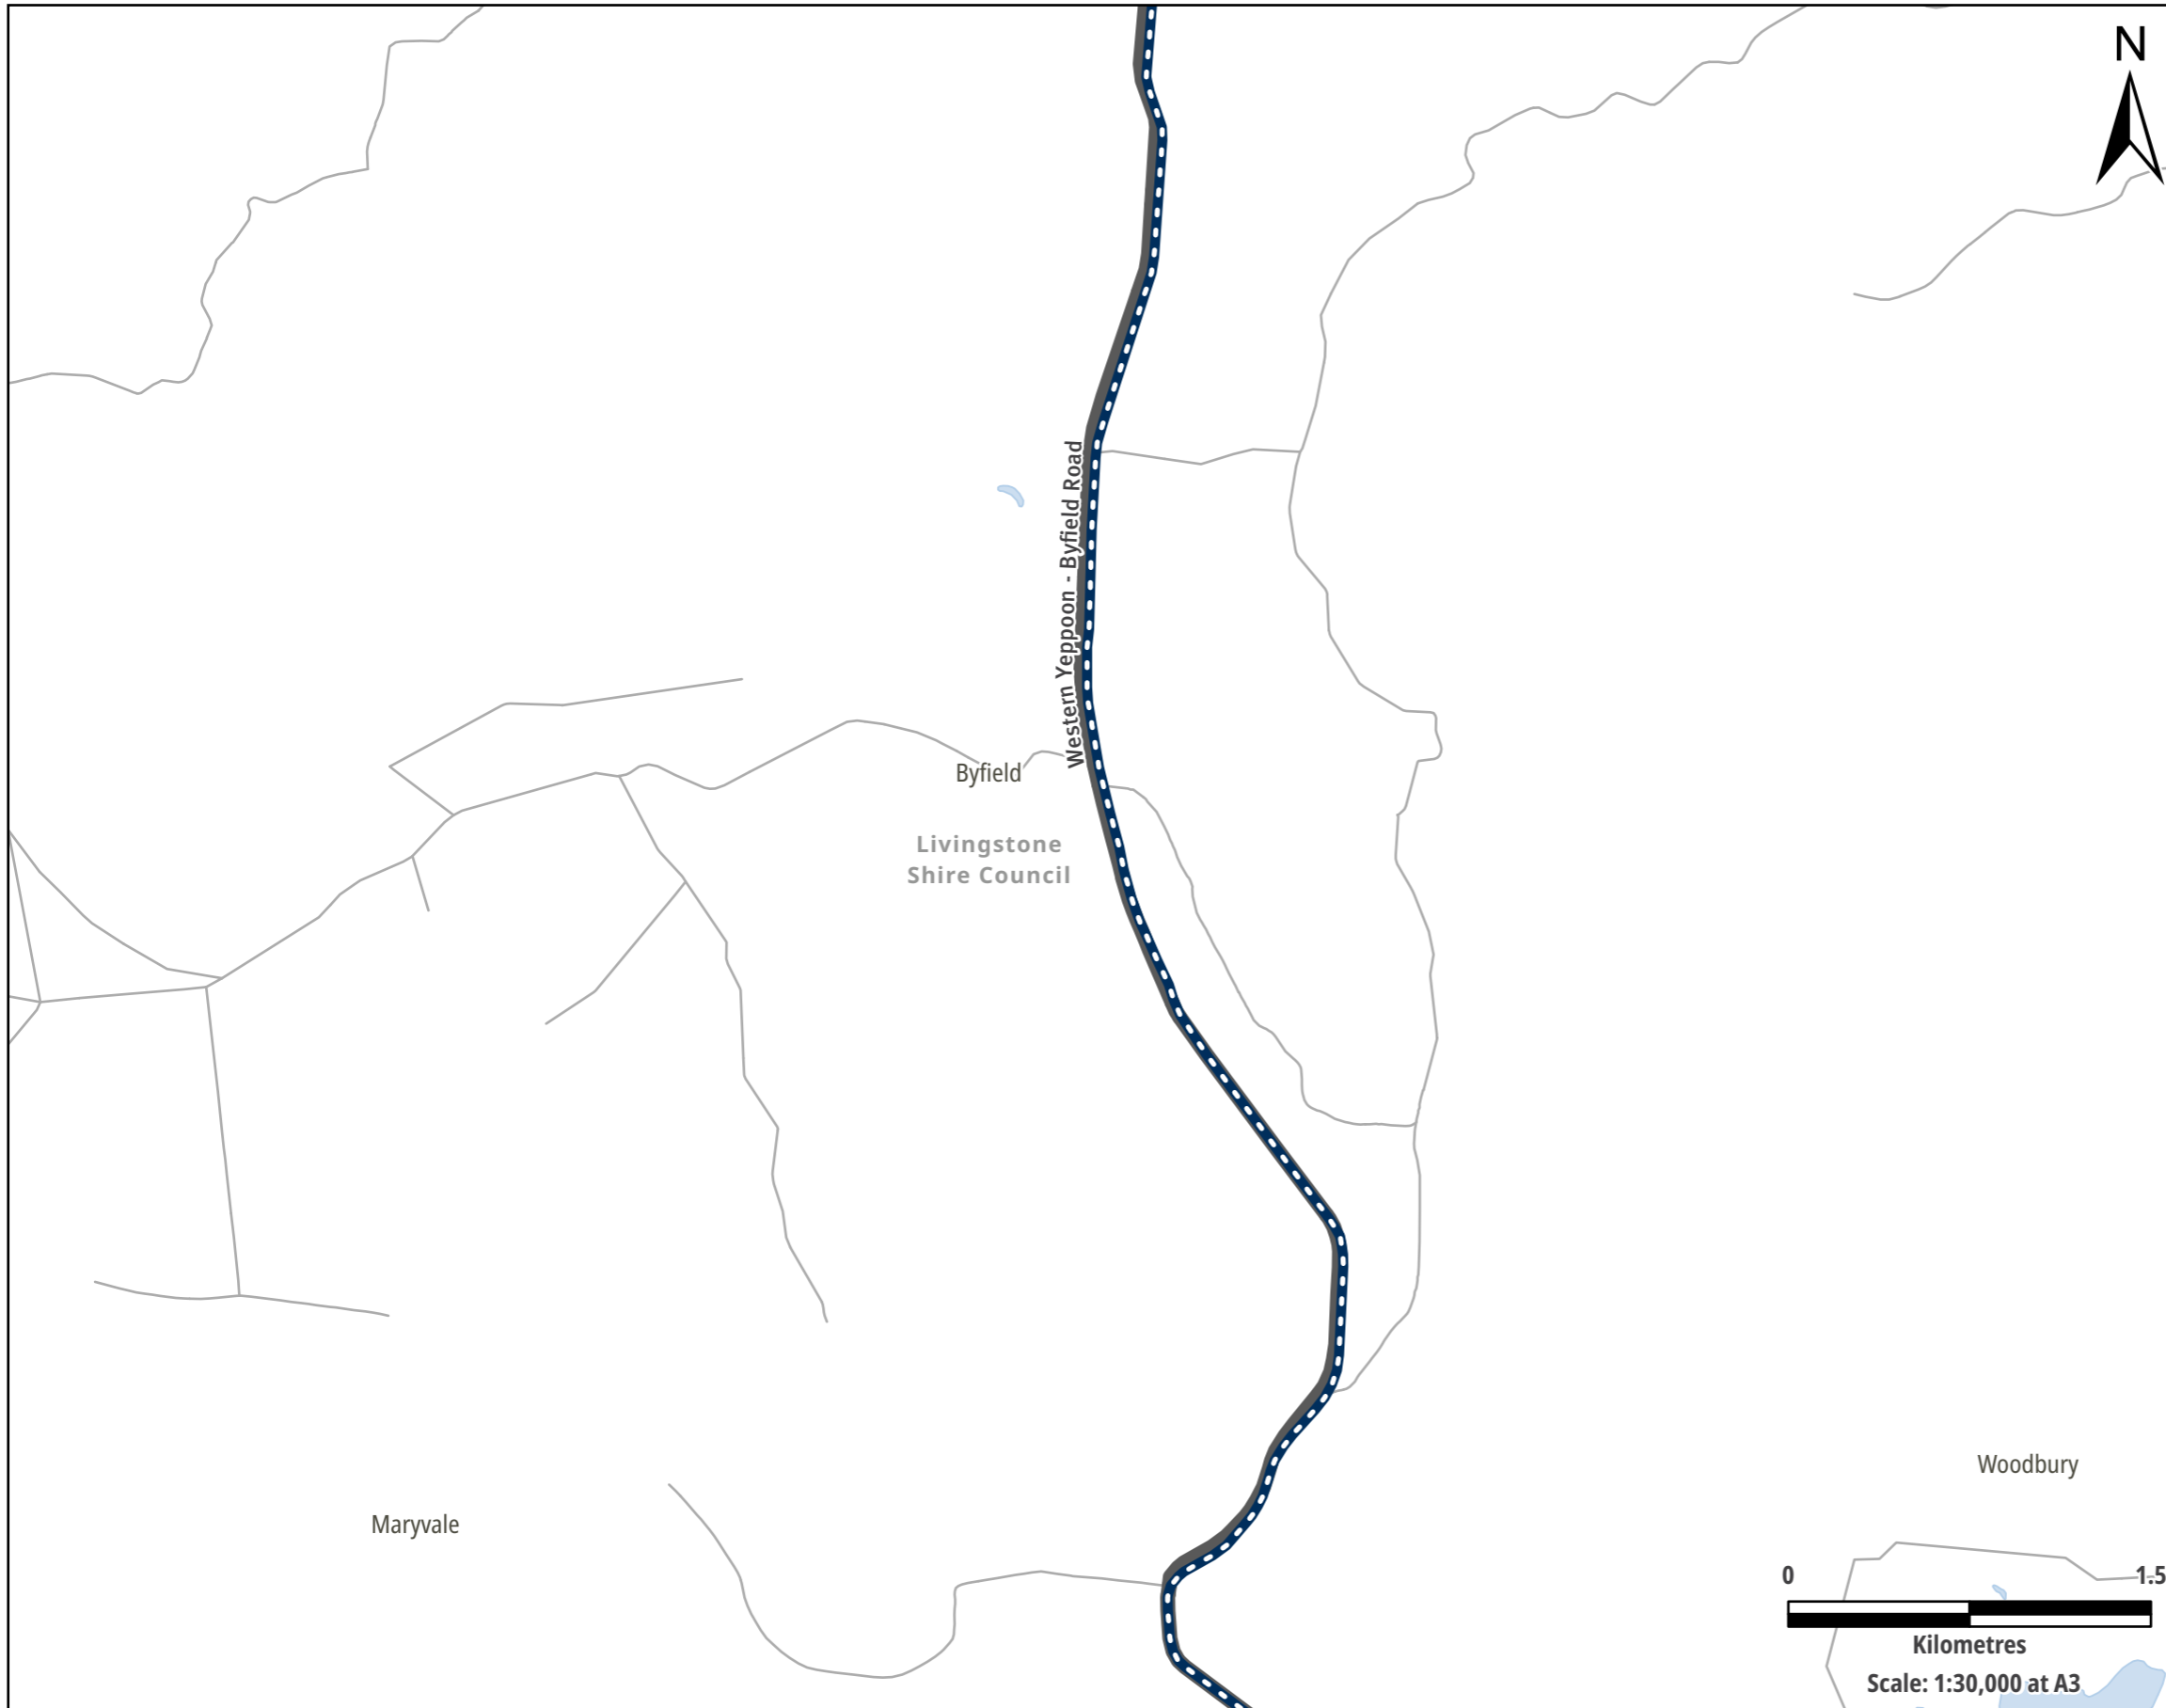 N
Western Yeppoon - Byfield Road
Byfield
Livingstone
Shire Council
Woodbury
Maryvale
0 1.5
Kilometres
Scale: 1:30,000 at A3